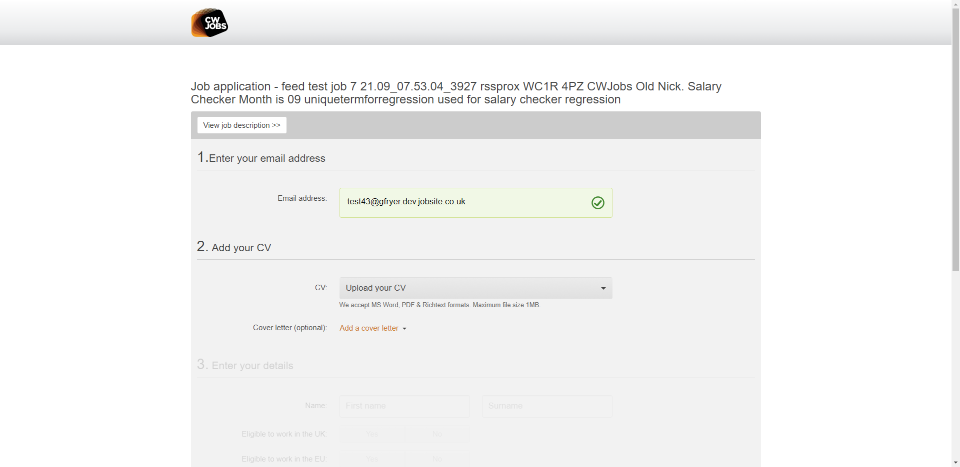 CW
JOBS
Job application - feed test job 7 21.09_07.53.04_3927 rssprox WC1R 4PZ CWJobs Old Nick. Salary
Checker Month is 09 uniquetermforregression used for salary checker regression
View job description >>
1.Enter your email address
Email address:
test43@gfryer.dev.jobsite.co.uk
2. Add your CV
CV:
Upload your CV
We accept MS Word, PDF & Richtext formats. Maximum file size 1MB.
Cover letter (optional):
Add a cover letter
3. Enter your details
Name:
First name
Surname
Eligible to work in the UK:
Yes
No
Eligible to work in the EU:
Yes
No